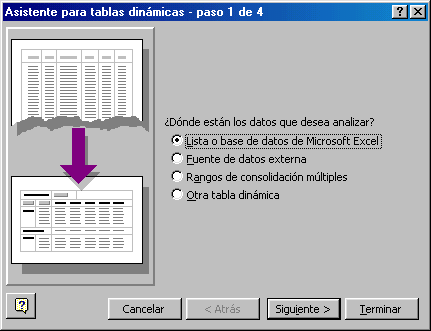 Asistente para tablas dinámicas - paso 1 de 4
¿Dónde están los datos que desea analizar?
Lista o base de datos de Microsoft Excel
Fuente de datos externa
Rangos de consolidación múltiples
Otra tabla dinámica
Cancelar
< Atrás
Siguiente >
Terminar